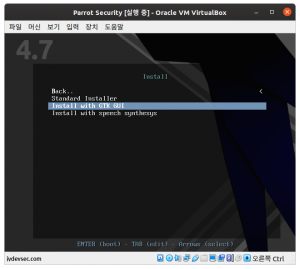 Parrot Security [실행 중] - Oracle VM VirtualBox
파일 머신 보기 입력 장치 도움말
4.7
Install
Back.. <
Standard Installer
Install with GTK GUI
Install with speech synthesys
ENTER (boot) - TAB (edit) - Arrows (select)
lvdevsec.com 오른쪽 Ctrl